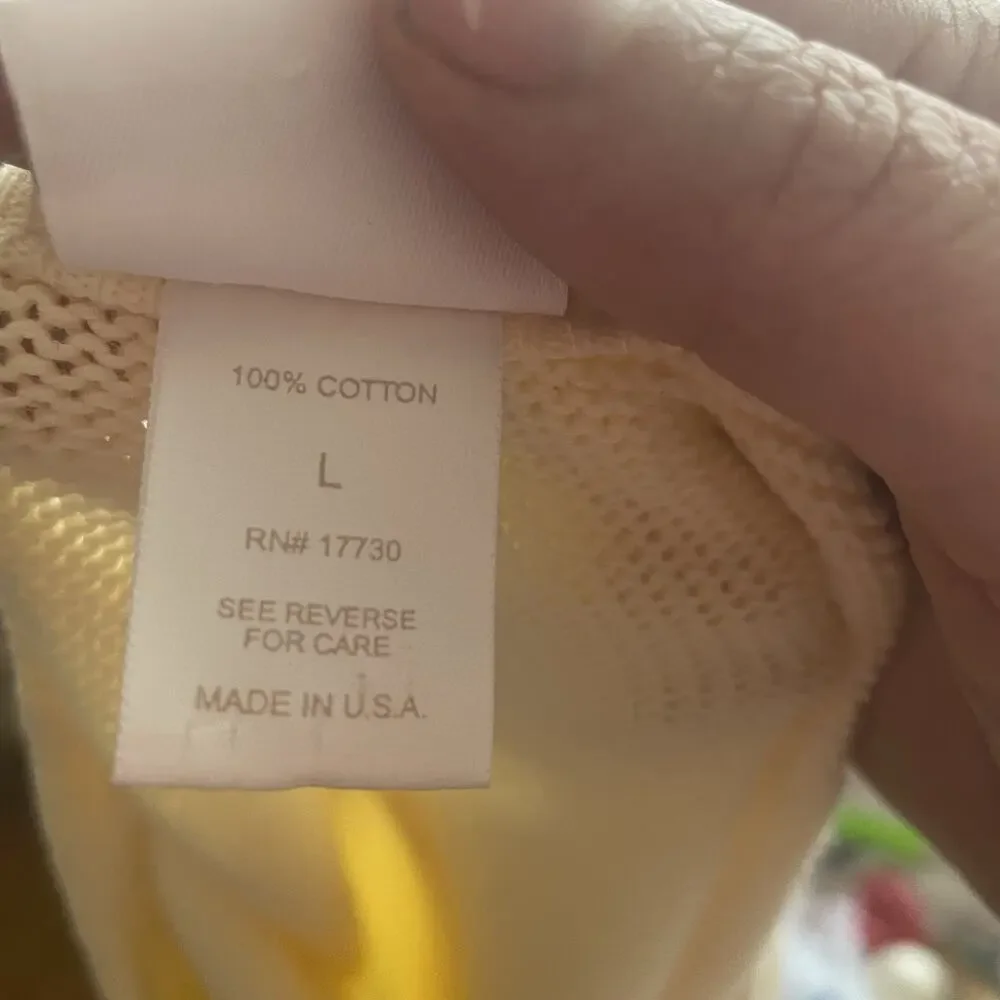 100% COTTON
L
RN# 17730
SEE REVERSE
FOR CARE
MADE IN U.S.A.